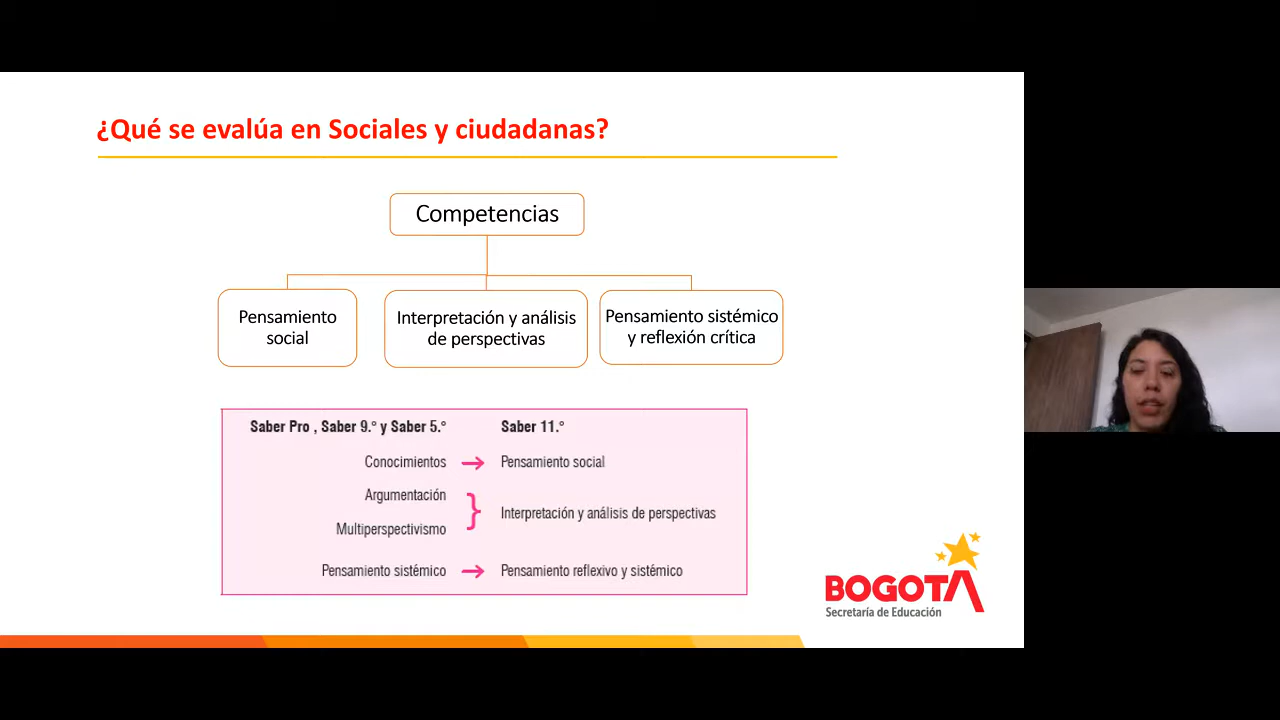 ¿Qué se evalúa en Sociales y ciudadanas?
Competencias
Pensamiento
social
Interpretación y análisis
de perspectivas
Pensamiento sistémico
y reflexión crítica
Saber Pro , Saber 9.° y Saber 5.°
Saber 11.°
Conocimientos
Pensamiento social
Argumentación
Multiperspectivismo
Interpretación y análisis de perspectivas
Pensamiento sistémico
Pensamiento reflexivo y sistémico
BOGOTA
Secretaría de Educación